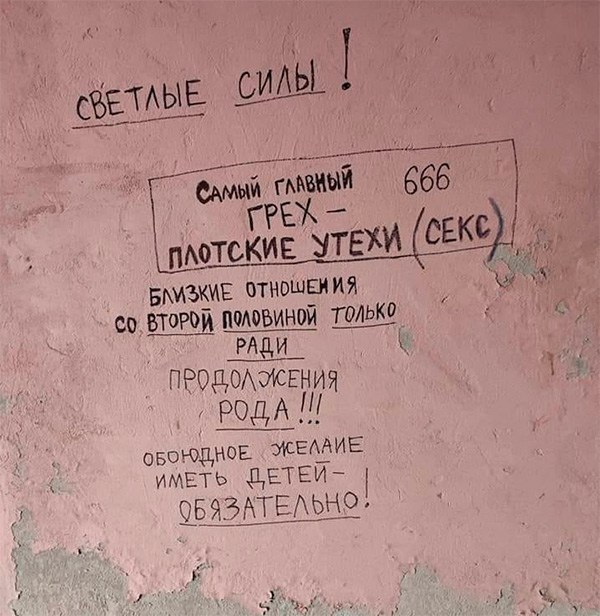 СВЕТЛЫЕ СИЛЫ!
САМЫЙ ГЛАВНЫЙ 666
ГРЕХ –
ПЛОТСКИЕ УТЕХИ (СЕКС)
БЛИЗКИЕ ОТНОШЕНИЯ
СО ВТОРОЙ ПОЛОВИНОЙ ТОЛЬКО
РАДИ
ПРОДОЛЖЕНИЯ
РОДА!!!
ОБОЮДНОЕ ЖЕЛАИЕ
ИМЕТЬ ДЕТЕЙ–
ОБЯЗАТЕЛЬНО!